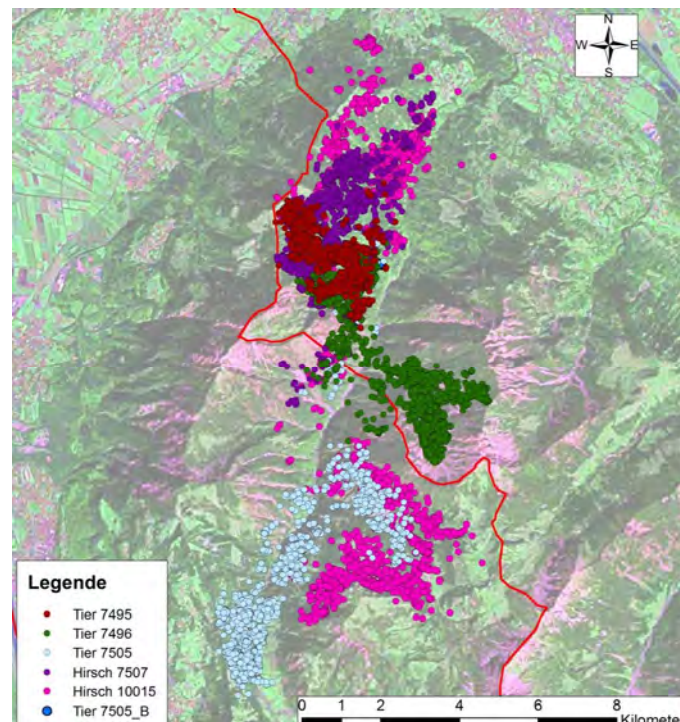 N
W E
S
Legende
Tier 7495
Tier 7496
Tier 7505
Hirsch 7507
Hirsch 10015
Tier 7505_B
0 1 2 4 6 8
Kilomete